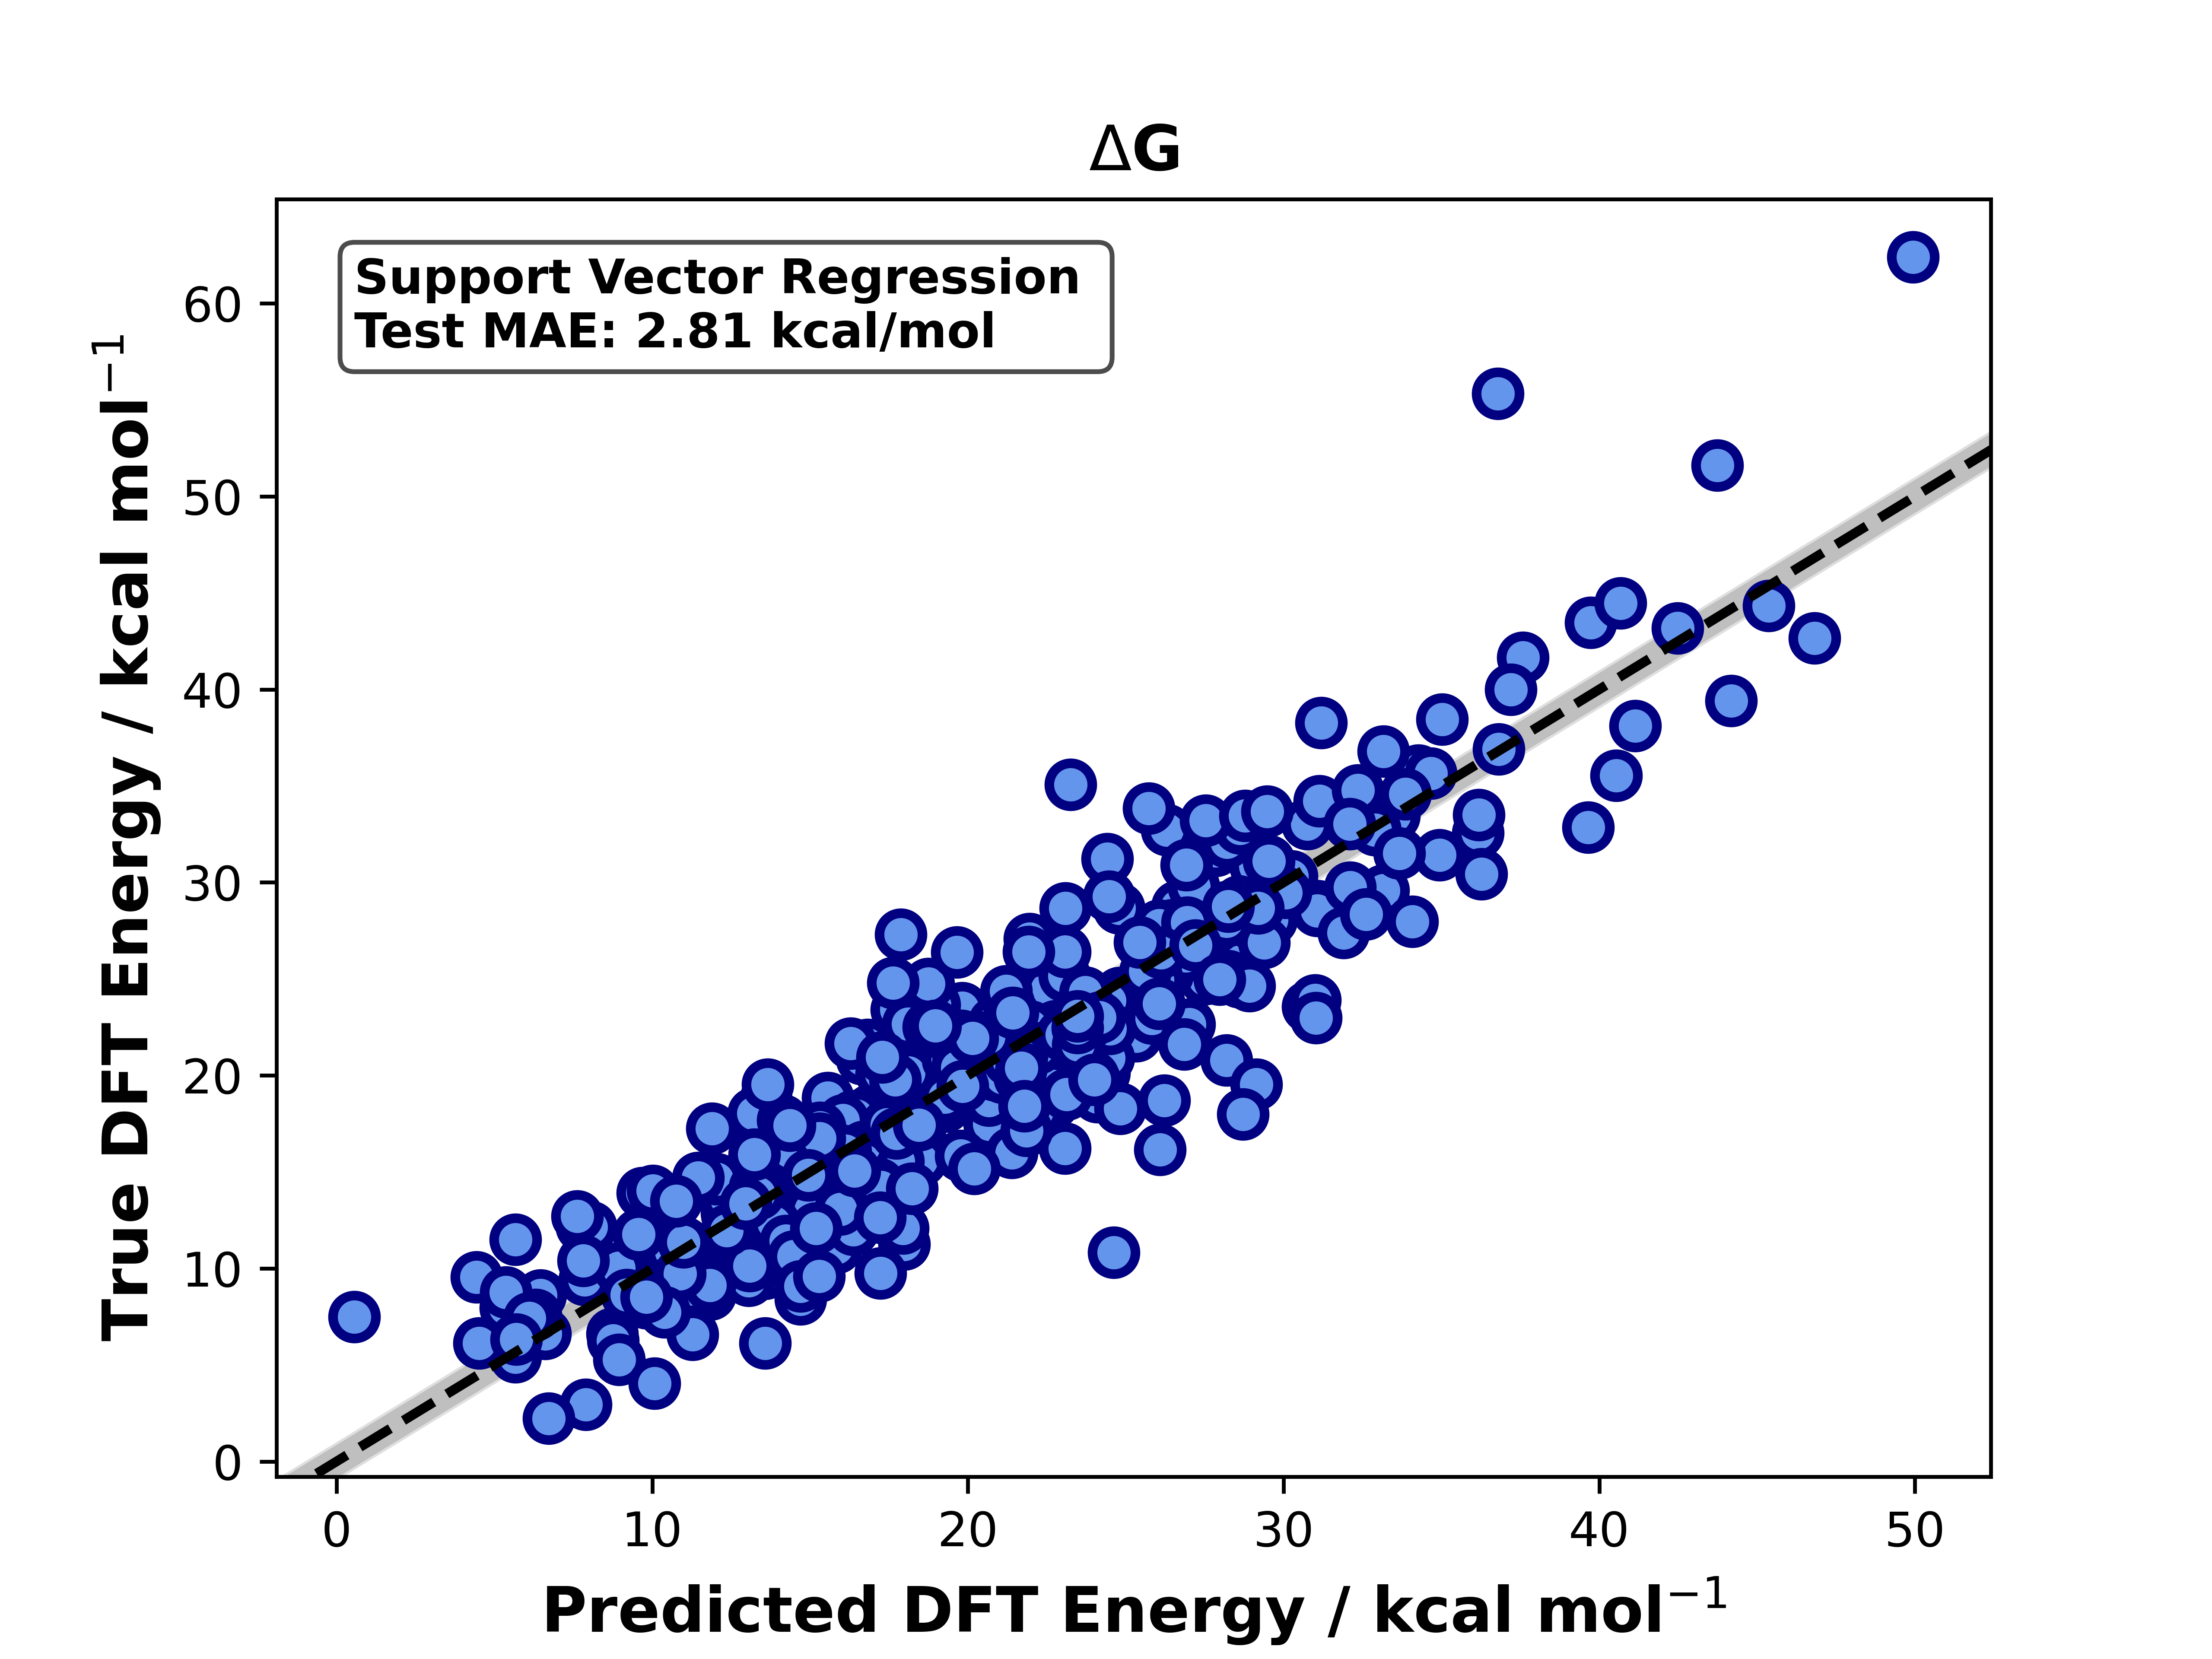 ΔG
Support Vector Regression
Test MAE: 2.81 kcal/mol
True DFT Energy / kcal mol⁻¹
60
50
40
30
20
10
0
0 10 20 30 40 50
Predicted DFT Energy / kcal mol⁻¹